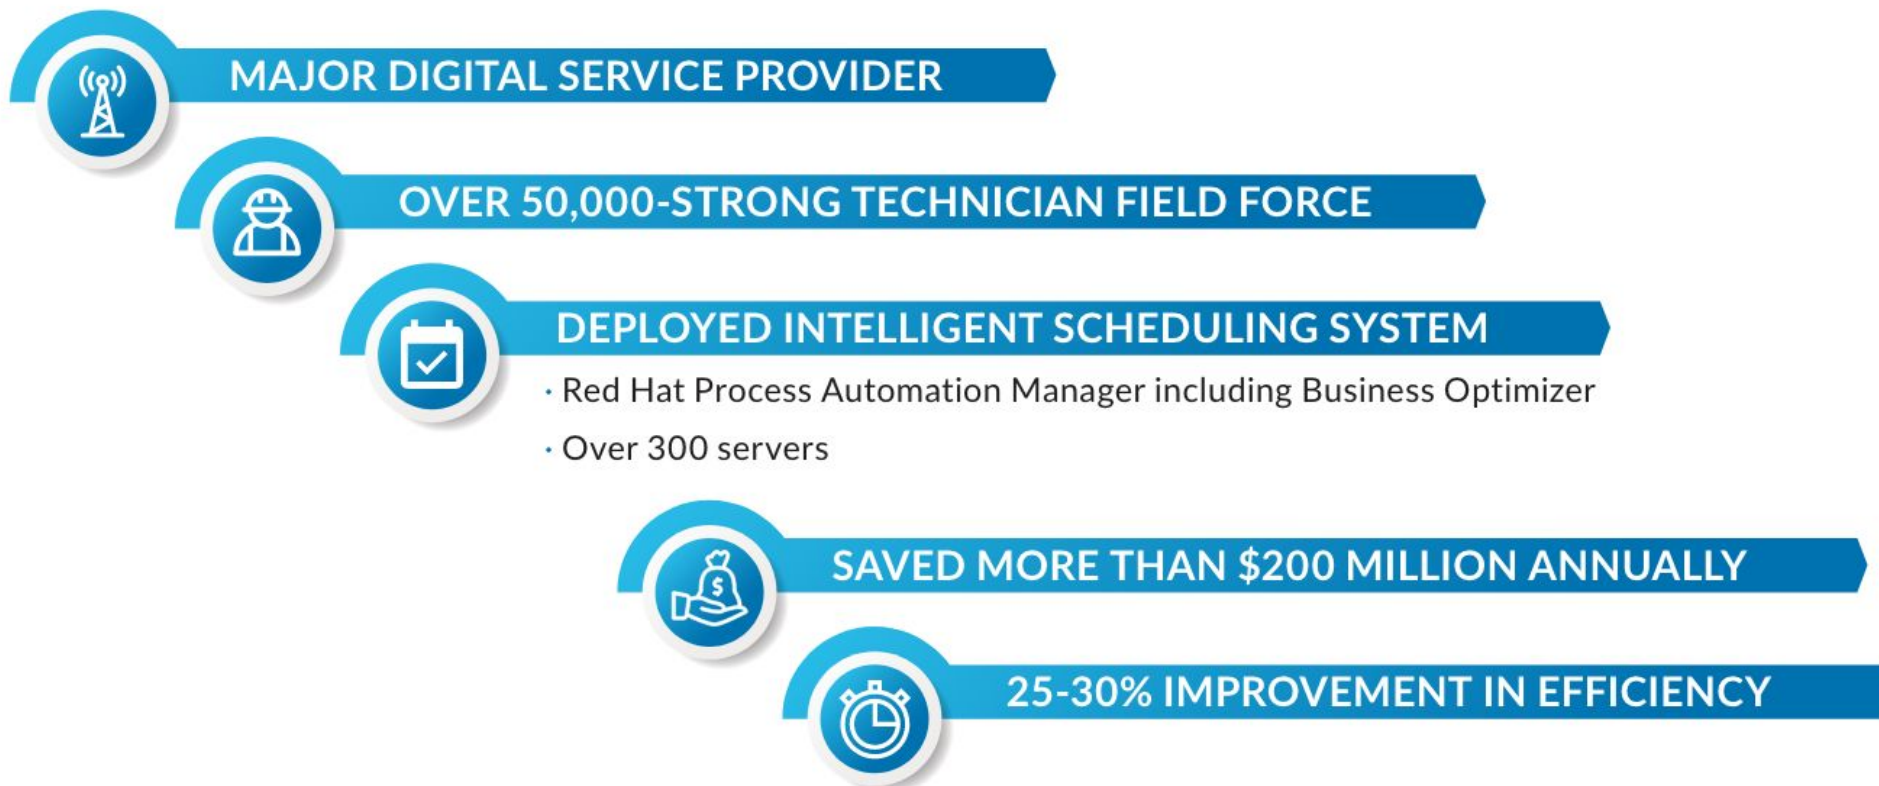 MAJOR DIGITAL SERVICE PROVIDER
OVER 50,000-STRONG TECHNICIAN FIELD FORCE
DEPLOYED INTELLIGENT SCHEDULING SYSTEM
· Red Hat Process Automation Manager including Business Optimizer
· Over 300 servers
$
SAVED MORE THAN $200 MILLION ANNUALLY
25-30% IMPROVEMENT IN EFFICIENCY